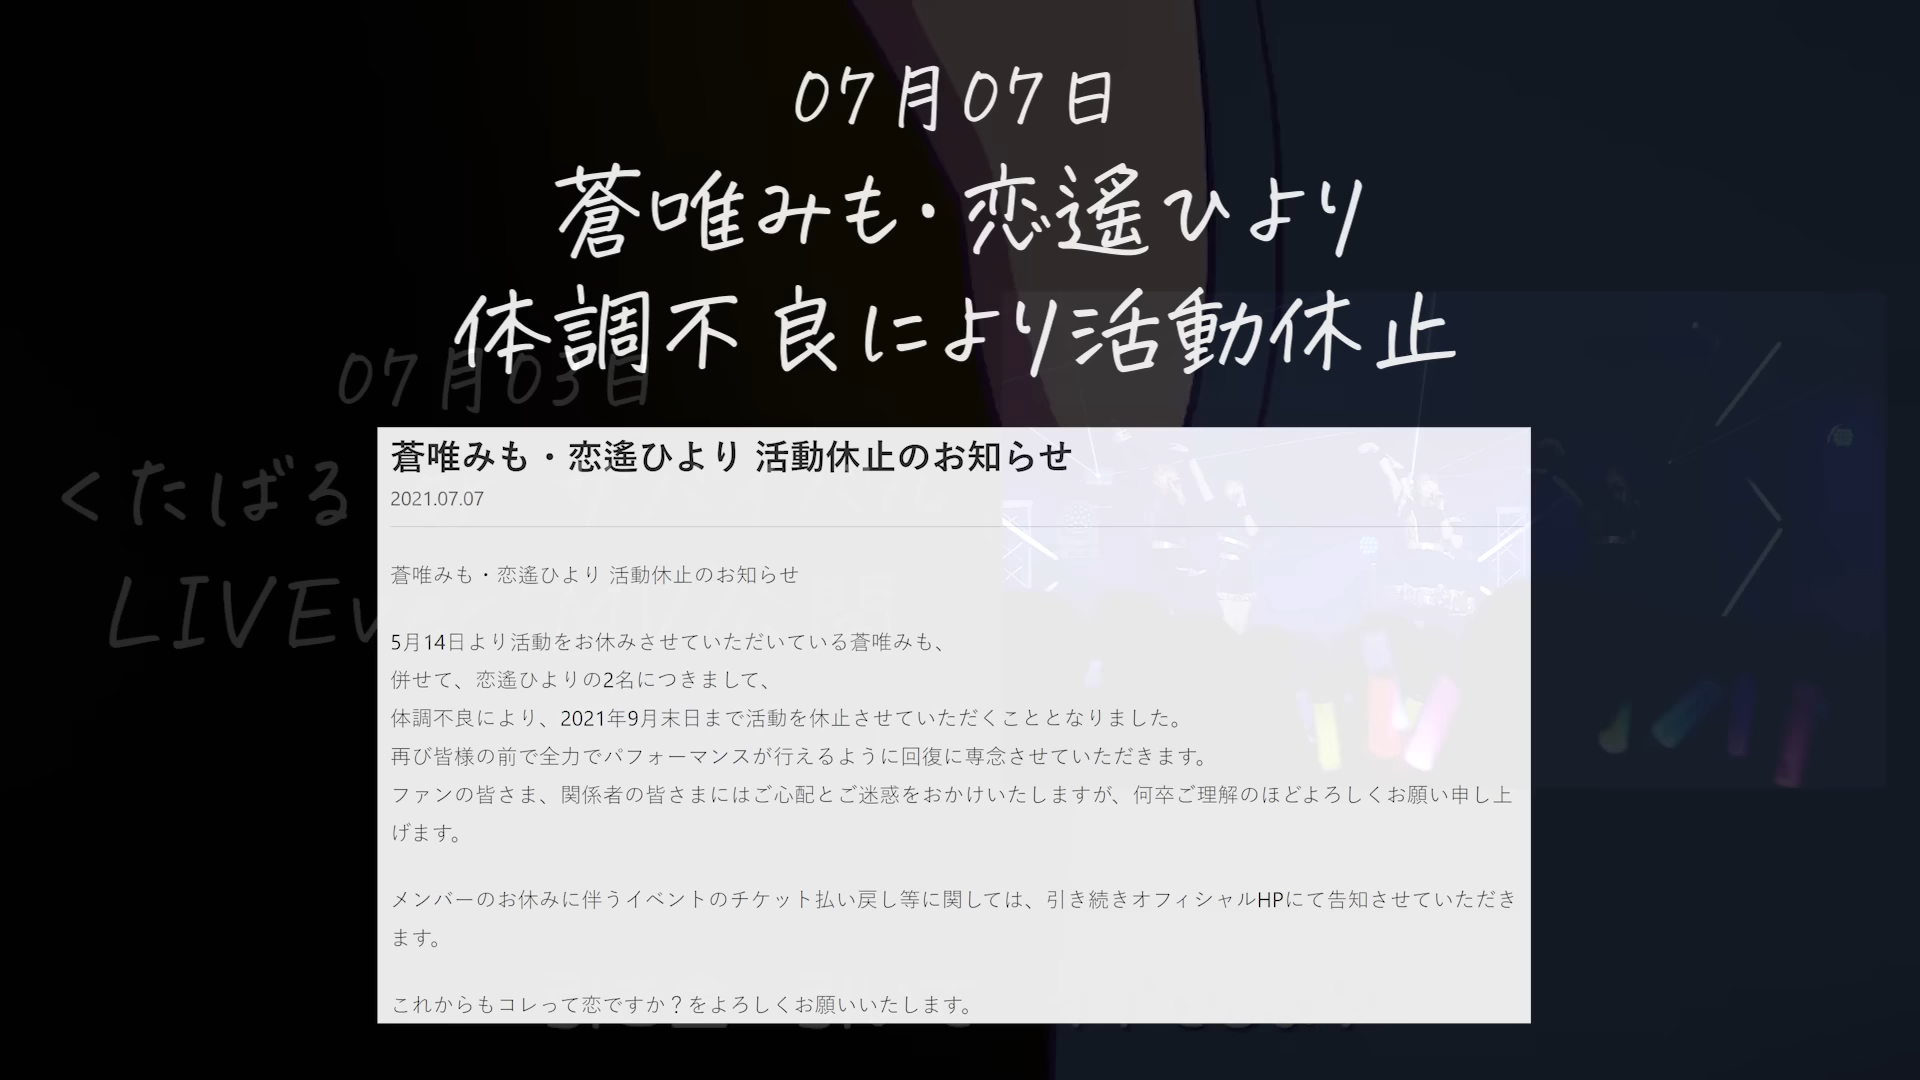 07月07日
蒼唯みも・恋遙ひより
体調不良により活動休止
07月03日
くたばる
LIVEver
蒼唯みも・恋遙ひより 活動休止のお知らせ
2021.07.07
蒼唯みも・恋遙ひより 活動休止のお知らせ
5月14日より活動をお休みさせていただいている蒼唯みも、
併せて、恋遙ひよりの2名につきまして、
体調不良により、2021年9月末日まで活動を休止させていただくこととなりました。
再び皆様の前で全力でパフォーマンスが行えるように回復に専念させていただきます。
ファンの皆さま、関係者の皆さまにはご心配とご迷惑をおかけいたしますが、何卒ご理解のほどよろしくお願い申し上
げます。
メンバーのお休みに伴うイベントのチケット払い戻し等に関しては、引き続きオフィシャルHPにて告知させていただき
ます。
これからもコレって恋ですか？をよろしくお願いいたします。